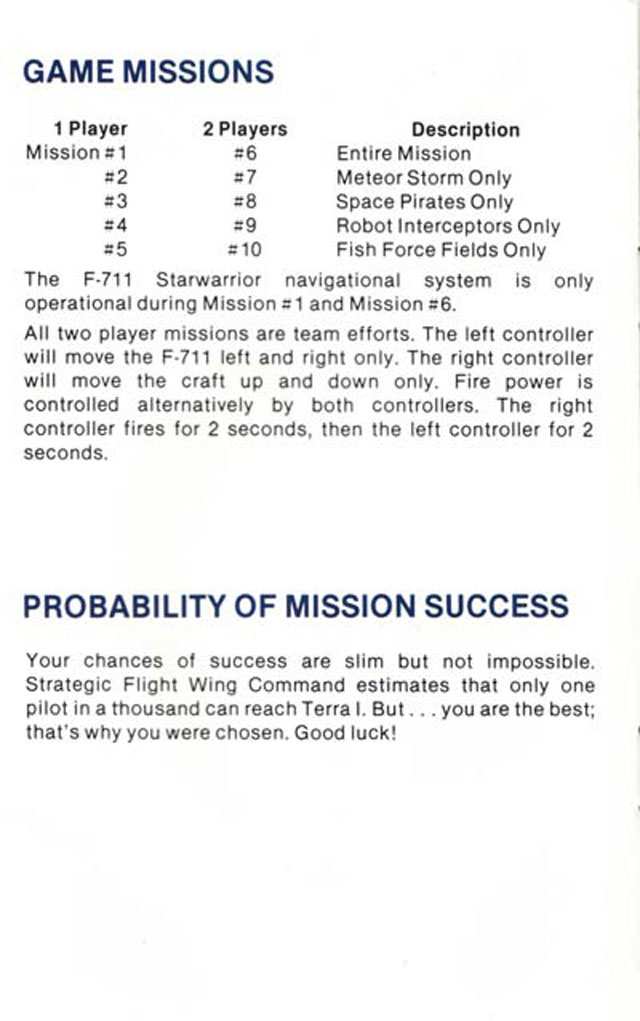 GAME MISSIONS
1 Player 2 Players Description
Mission #1 #6 Entire Mission
#2 #7 Meteor Storm Only
#3 #8 Space Pirates Only
#4 #9 Robot Interceptors Only
#5 #10 Fish Force Fields Only
The F-711 Starwarrior navigational system is only
operational during Mission #1 and Mission #6.
All two player missions are team efforts. The left controller
will move the F-711 left and right only. The right controller
will move the craft up and down only. Fire power is
controlled alternatively by both controllers. The right
controller fires for 2 seconds, then the left controller for 2
seconds.
PROBABILITY OF MISSION SUCCESS
Your chances of success are slim but not impossible.
Strategic Flight Wing Command estimates that only one
pilot in a thousand can reach Terra I. But... you are the best;
that's why you were chosen. Good luck!